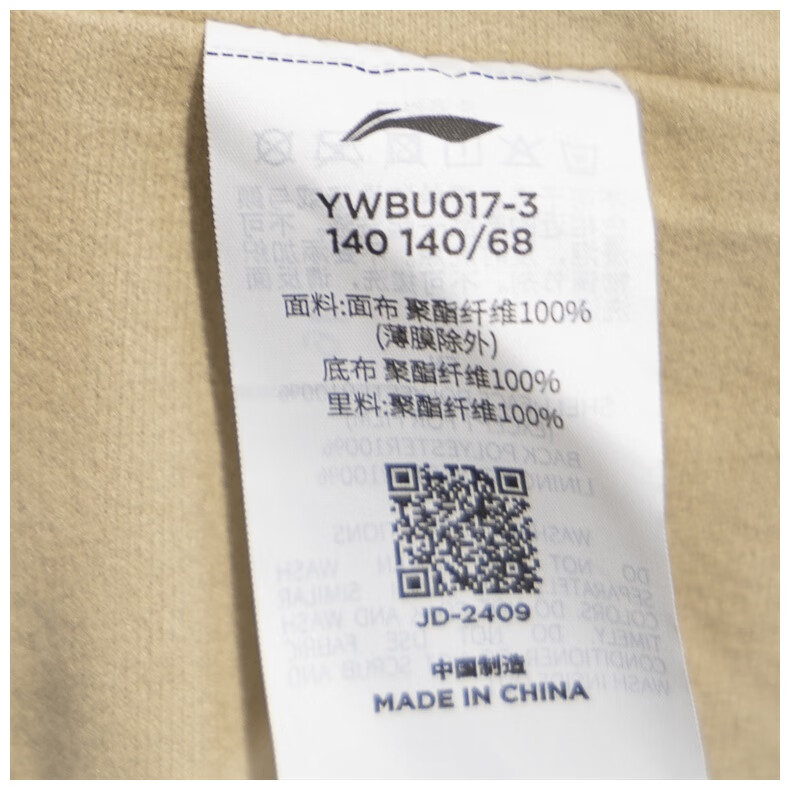 YWBU017-3
140 140/68
面料:面布 聚酯纤维100%
(薄膜除外)
底布 聚酯纤维100%
里料:聚酯纤维100%
JD-2409
中国制造
MADE IN CHINA